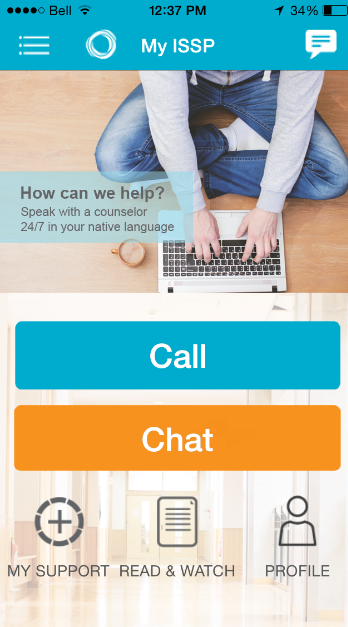 Bell 12:37 PM 34%
My ISSP
How can we help?
Speak with a counselor
24/7 in your native language
Call
Chat
MY SUPPORT READ & WATCH PROFILE